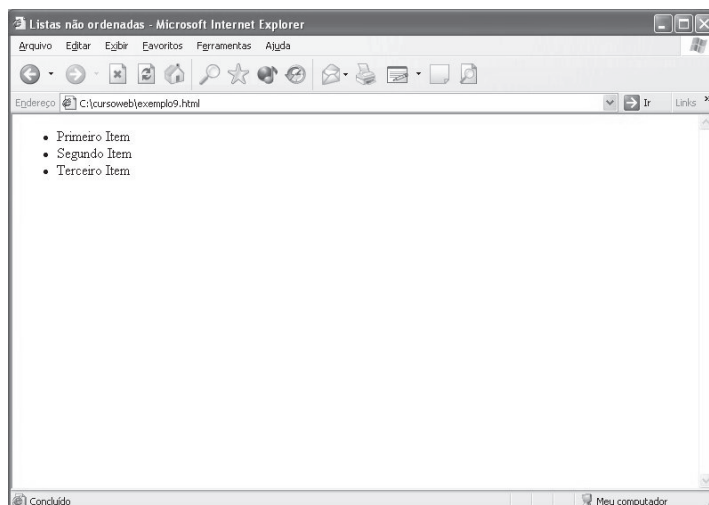 Listas não ordenadas - Microsoft Internet Explorer
Arquivo Editar Exibir Favoritos Ferramentas Ajuda
Endereço C:\cursoweb\exemplo9.html Ir Links »
• Primeiro Item
• Segundo Item
• Terceiro Item
Concluído Meu computador